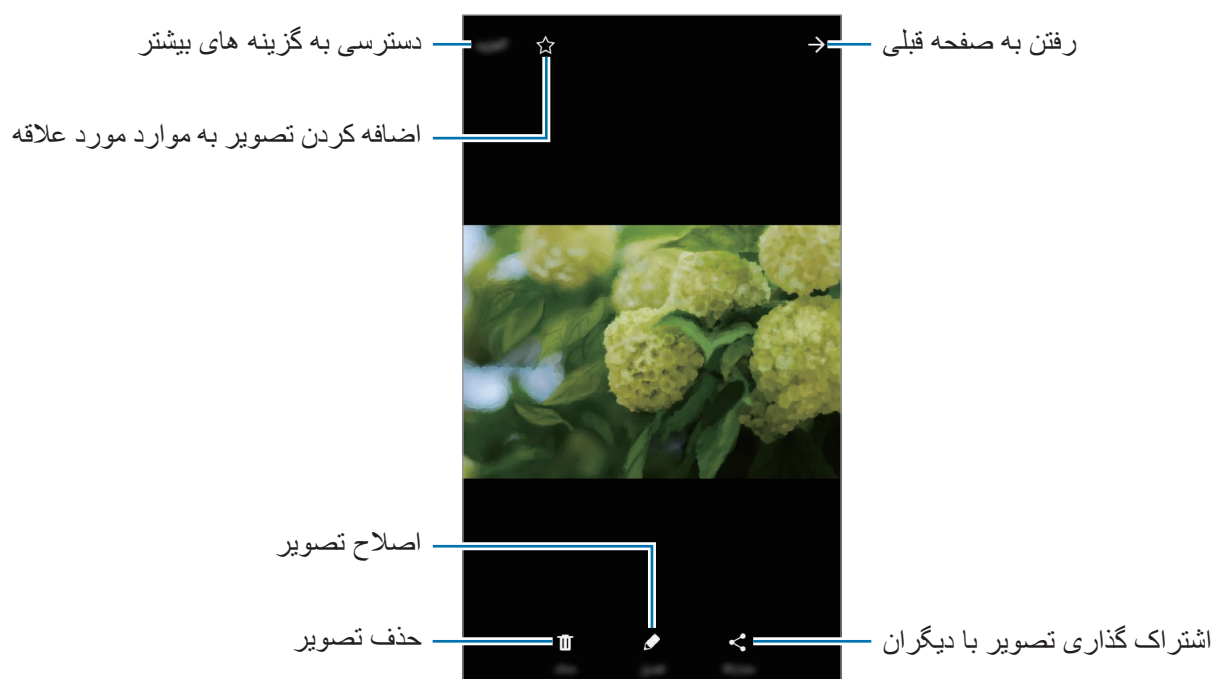 رفتن به صفحه قبلی
دسترسی به گزینه های بیشتر
اضافه کردن تصویر به موارد مورد علاقه
اصلاح تصویر
اشتراک گذاری تصویر با دیگران
حذف تصویر